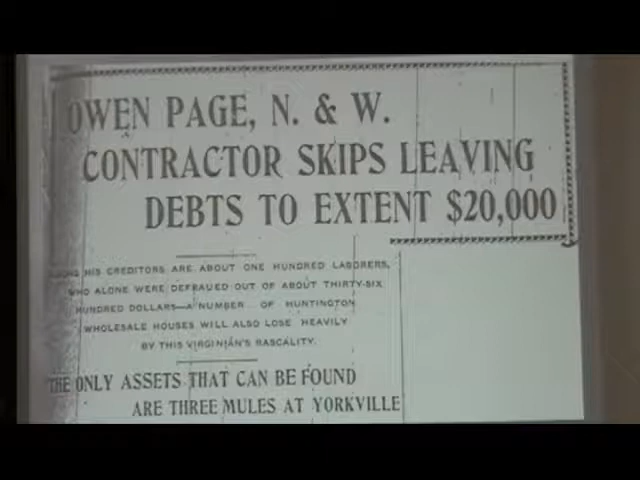 OWEN PAGE, N. & W.
CONTRACTOR SKIPS LEAVING
DEBTS TO EXTENT $20,000
AMONG HIS CREDITORS ARE ABOUT ONE HUNDRED LABORERS,
WHO ALONE WERE DEFRAUED OUT OF ABOUT THIRTY-SIX
HUNDRED DOLLARS—A NUMBER OF HUNTINGTON
WHOLESALE HOUSES WILL ALSO LOSE HEAVILY
BY THIS VIRGINIAN'S RASCALITY.
THE ONLY ASSETS THAT CAN BE FOUND
ARE THREE MULES AT YORKVILLE